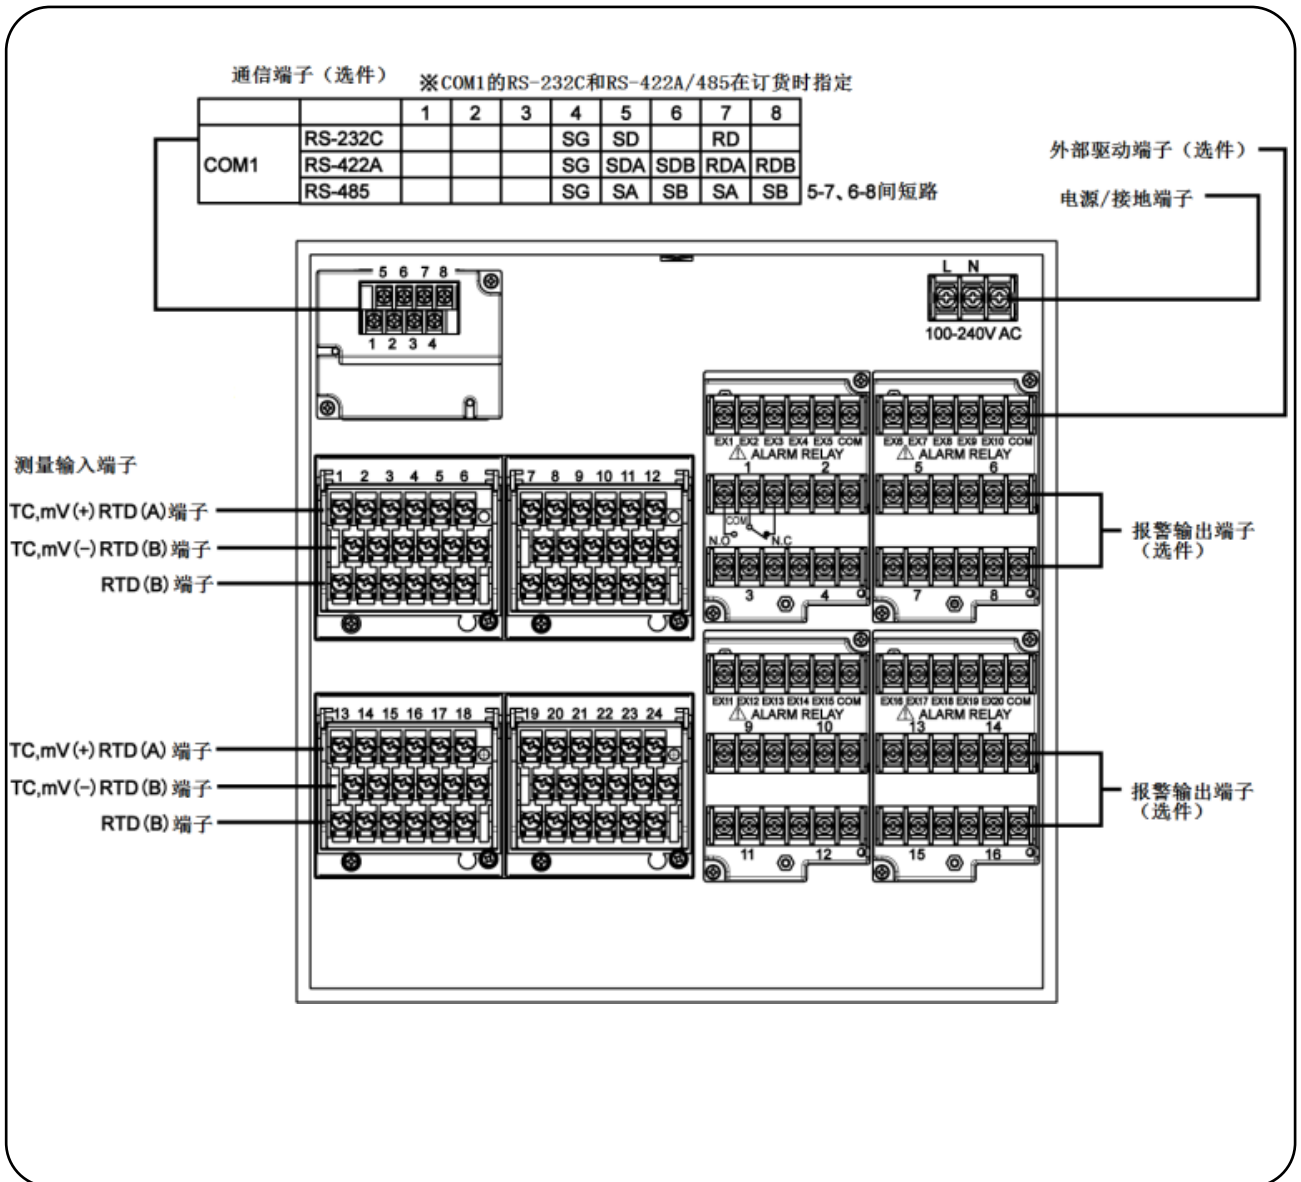 通信端子（选件） ※COM1的RS-232C和RS-422A/485在订货时指定
1 2 3 4 5 6 7 8
RS-232C SG SD RD
COM1 RS-422A SG SDA SDB RDA RDB
RS-485 SG SA SB SA SB 5-7、6-8间短路
外部驱动端子（选件）
电源/接地端子
5 6 7 8
1 2 3 4
L N
100-240V AC
EX1 EX2 EX3 EX4 EX5 COM
⚠ ALARM RELAY
1 2
COM
N.O N.C
3 4
EX6 EX7 EX8 EX9 EX10 COM
⚠ ALARM RELAY
5 6
7 8
报警输出端子
（选件）
测量输入端子
1 2 3 4 5 6
7 8 9 10 11 12
TC,mV(+)RTD(A)端子
TC,mV(-)RTD(B)端子
RTD(B)端子
EX11 EX12 EX13 EX14 EX15 COM
⚠ ALARM RELAY
9 10
11 12
EX16 EX17 EX18 EX19 EX20 COM
⚠ ALARM RELAY
13 14
15 16
报警输出端子
（选件）
13 14 15 16 17 18
19 20 21 22 23 24
TC,mV(+)RTD(A)端子
TC,mV(-)RTD(B)端子
RTD(B)端子